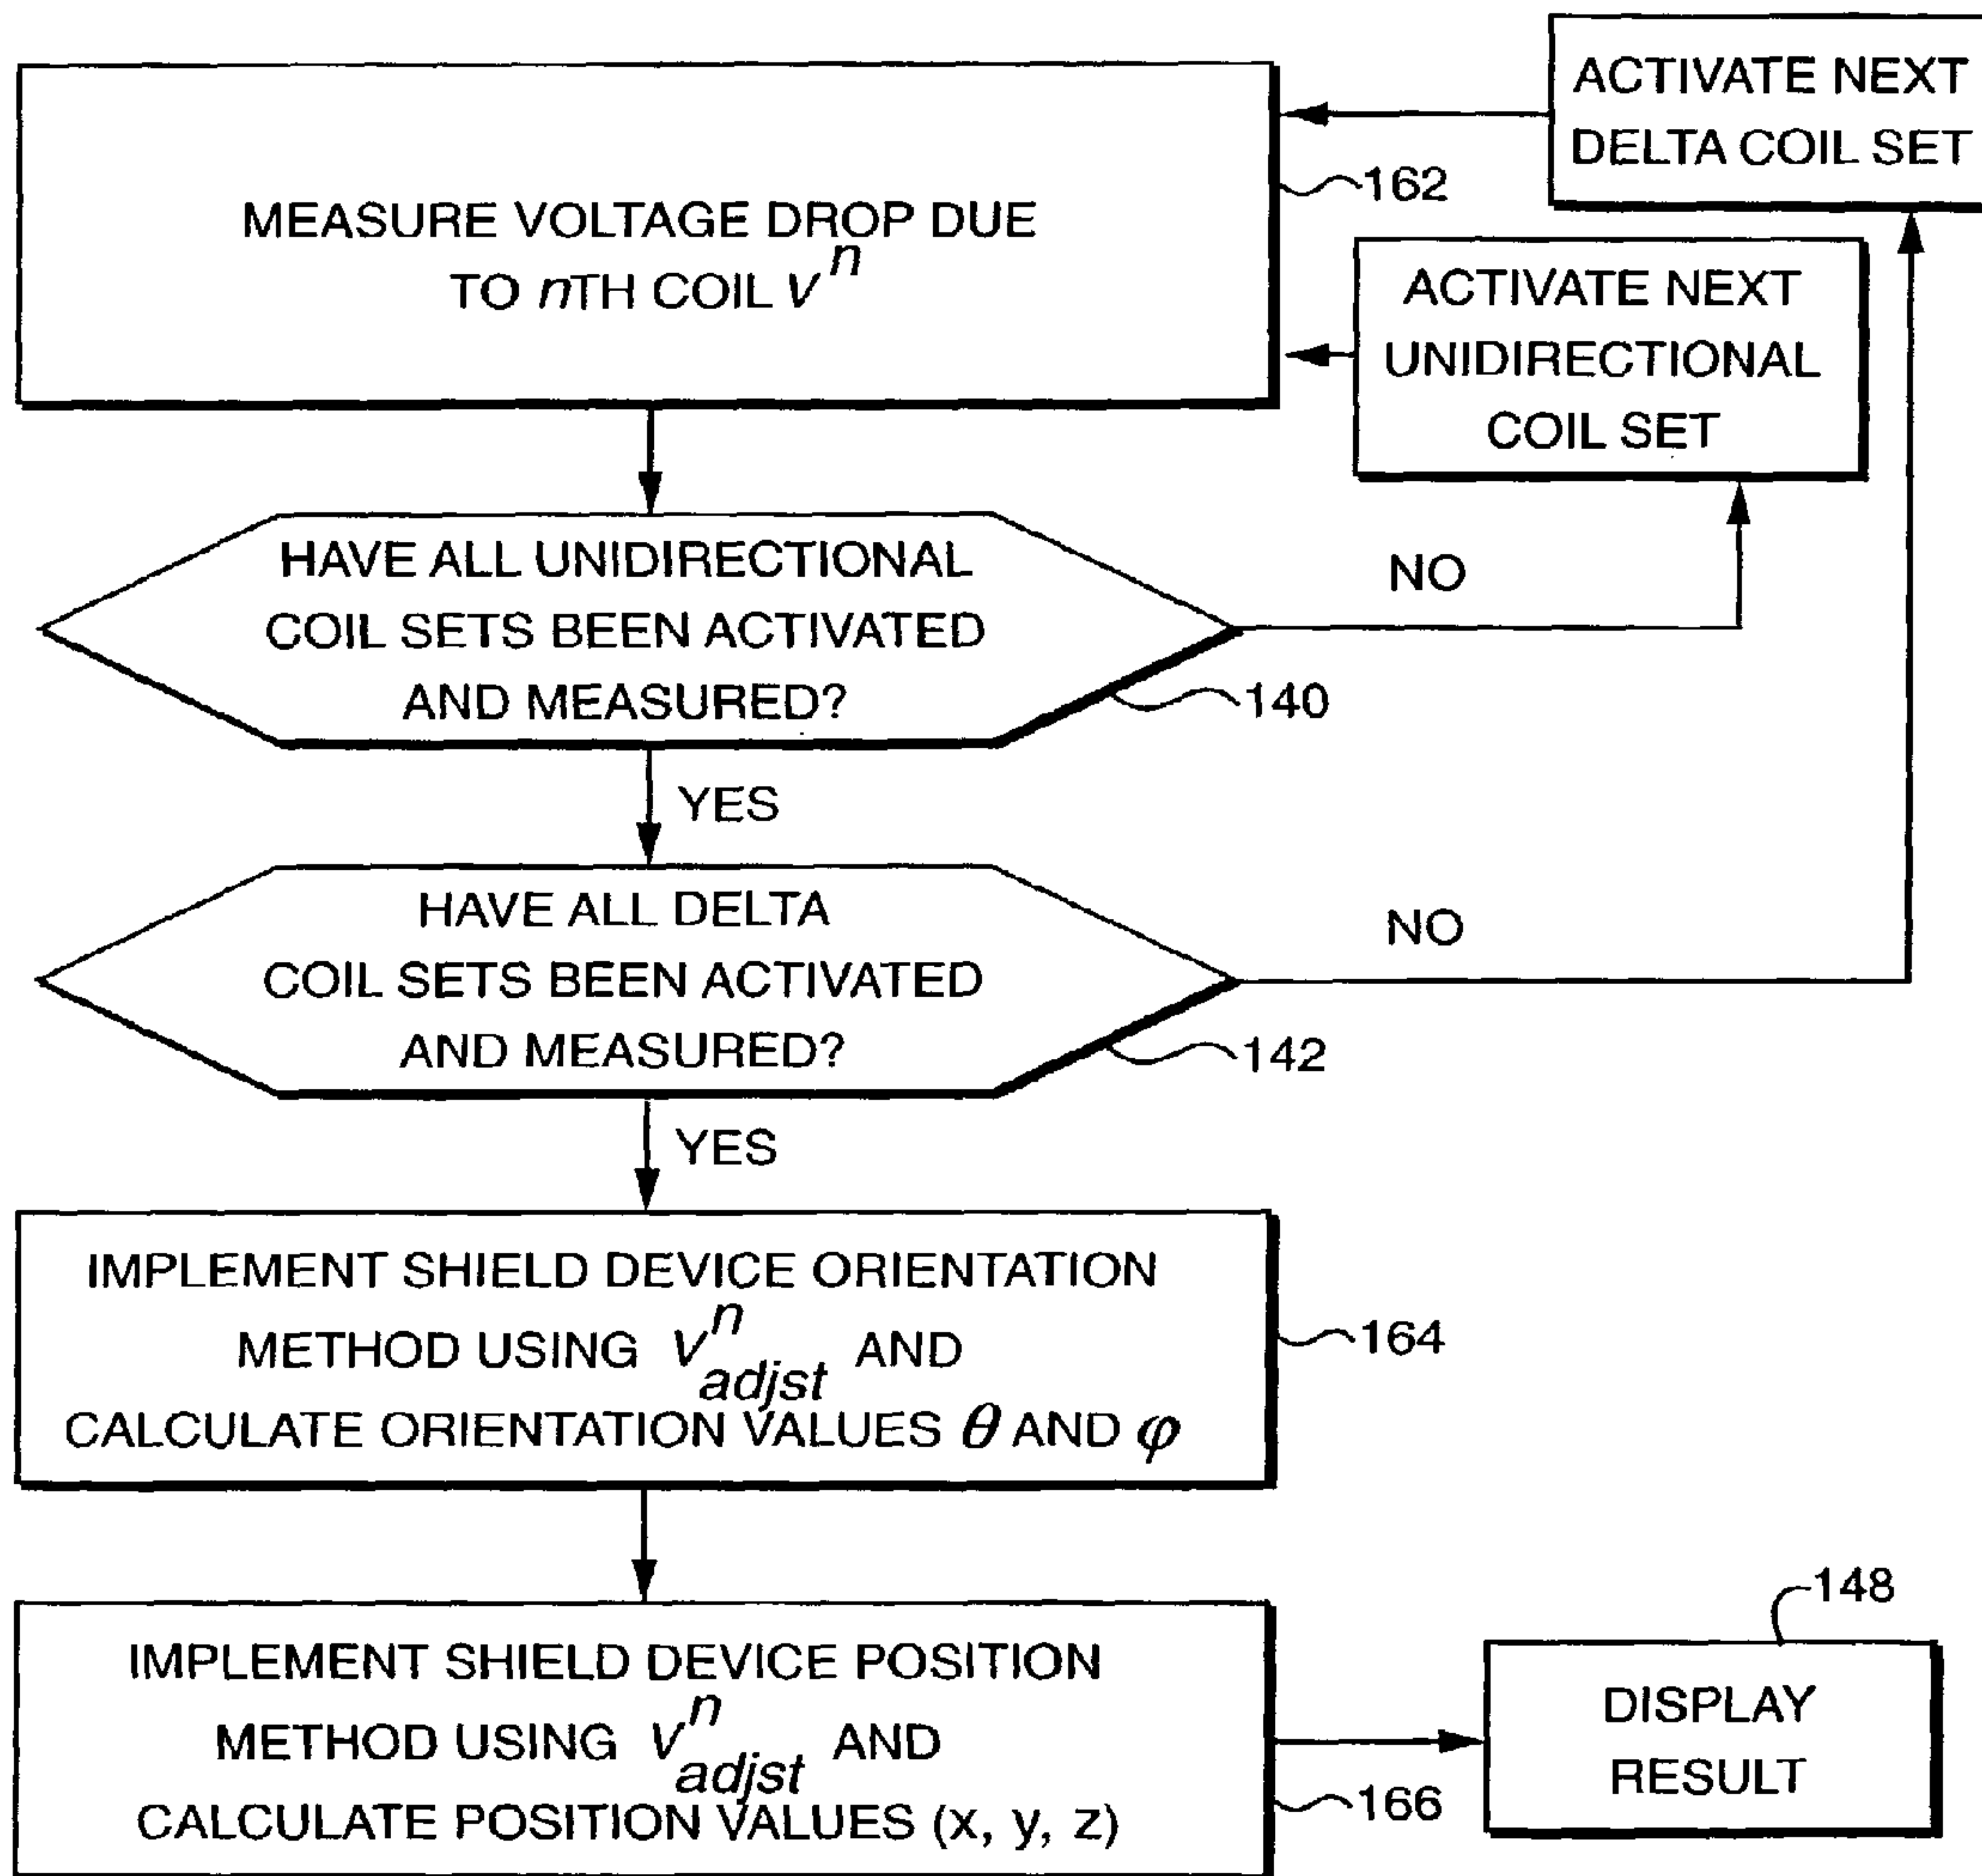 ACTIVATE NEXT
DELTA COIL SET
162
MEASURE VOLTAGE DROP DUE
TO nTH COIL Vⁿ
ACTIVATE NEXT
UNIDIRECTIONAL
COIL SET
HAVE ALL UNIDIRECTIONAL
COIL SETS BEEN ACTIVATED
AND MEASURED?
NO
140
YES
HAVE ALL DELTA
COIL SETS BEEN ACTIVATED
AND MEASURED?
NO
142
YES
IMPLEMENT SHIELD DEVICE ORIENTATION
METHOD USING Vⁿadjst AND
CALCULATE ORIENTATION VALUES θ AND φ
164
IMPLEMENT SHIELD DEVICE POSITION
METHOD USING Vⁿadjst AND
CALCULATE POSITION VALUES (x, y, z)
166
148
DISPLAY
RESULT